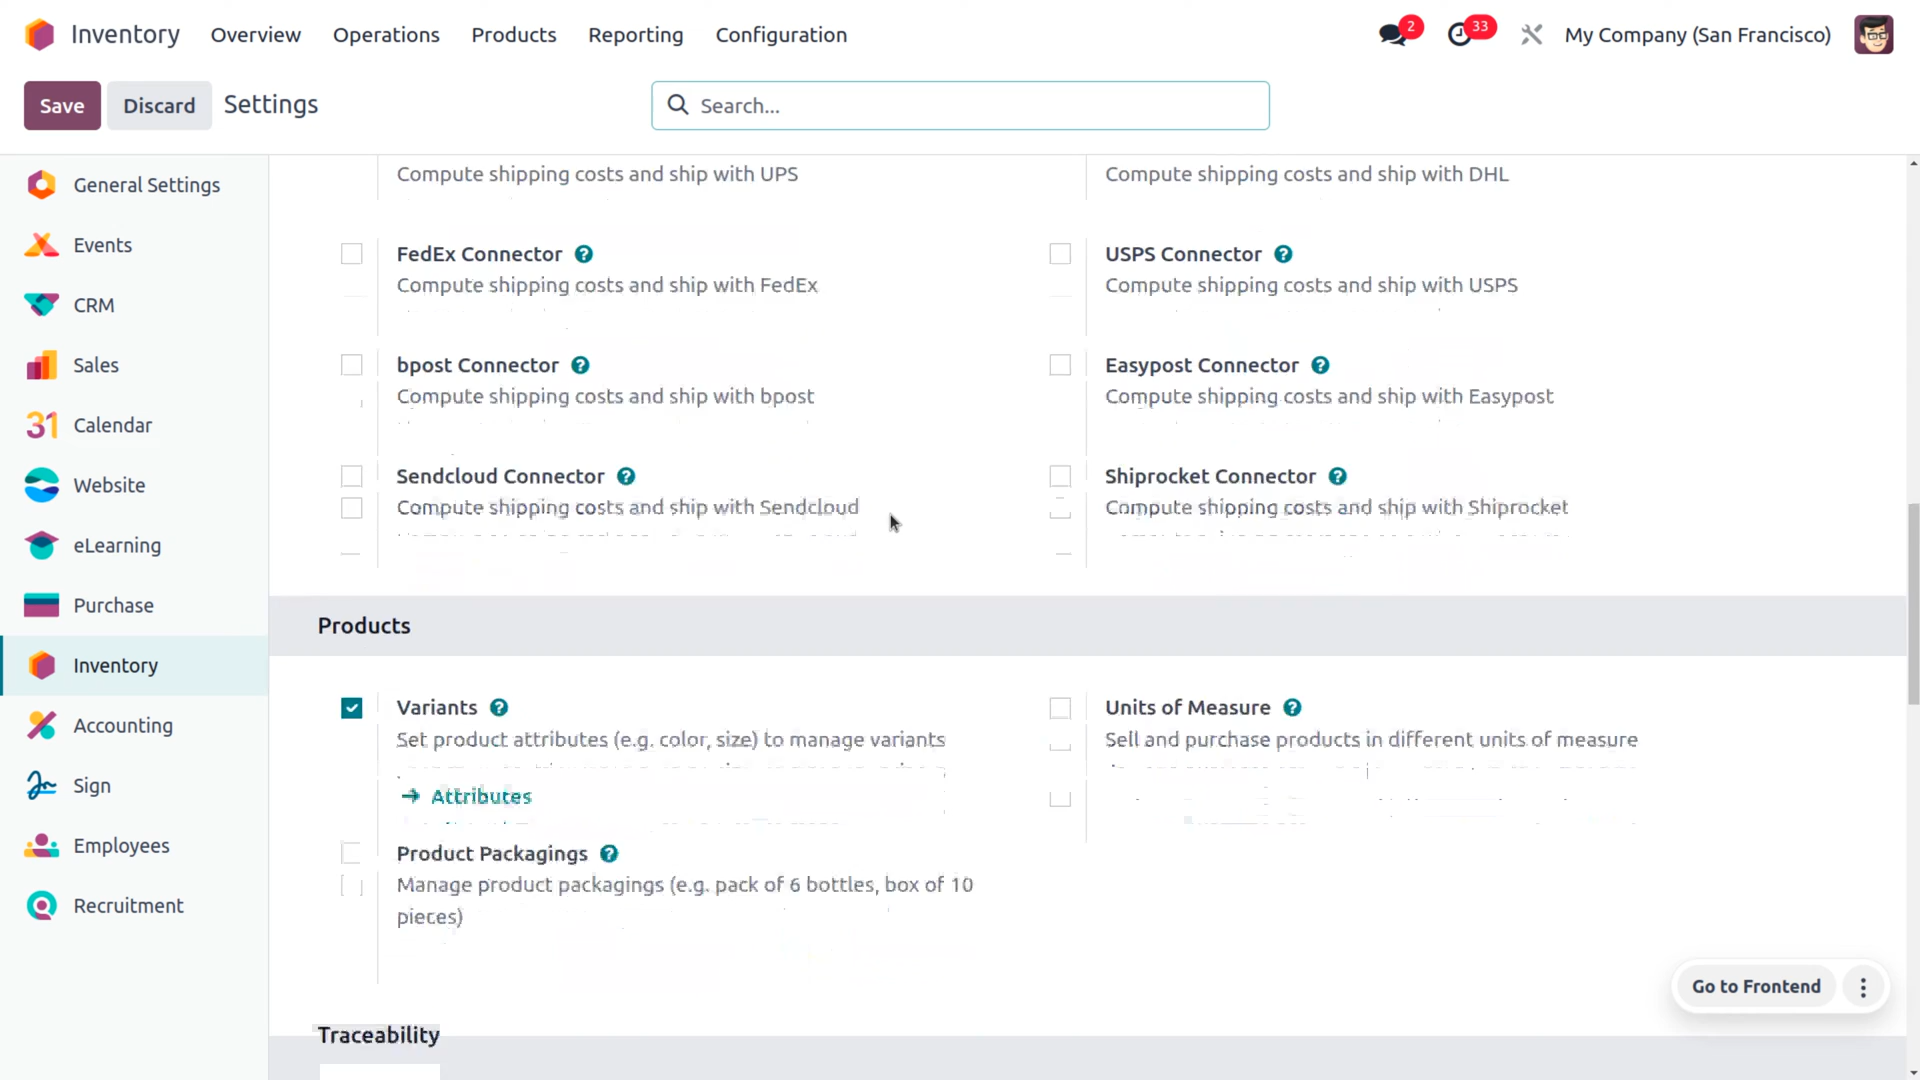 Inventory Overview Operations Products Reporting Configuration 2 33 My Company (San Francisco)
Save Discard Settings Search...
General Settings
Events
CRM
Sales
Calendar
Website
eLearning
Purchase
Inventory
Accounting
Sign
Employees
Recruitment
Compute shipping costs and ship with UPS
Compute shipping costs and ship with DHL
FedEx Connector ?
Compute shipping costs and ship with FedEx
USPS Connector ?
Compute shipping costs and ship with USPS
bpost Connector ?
Compute shipping costs and ship with bpost
Easypost Connector ?
Compute shipping costs and ship with Easypost
Sendcloud Connector ?
Compute shipping costs and ship with Sendcloud
Shiprocket Connector ?
Compute shipping costs and ship with Shiprocket
Products
Variants ?
Set product attributes (e.g. color, size) to manage variants
→ Attributes
Units of Measure ?
Sell and purchase products in different units of measure
Product Packagings ?
Manage product packagings (e.g. pack of 6 bottles, box of 10
pieces)
Go to Frontend
Traceability